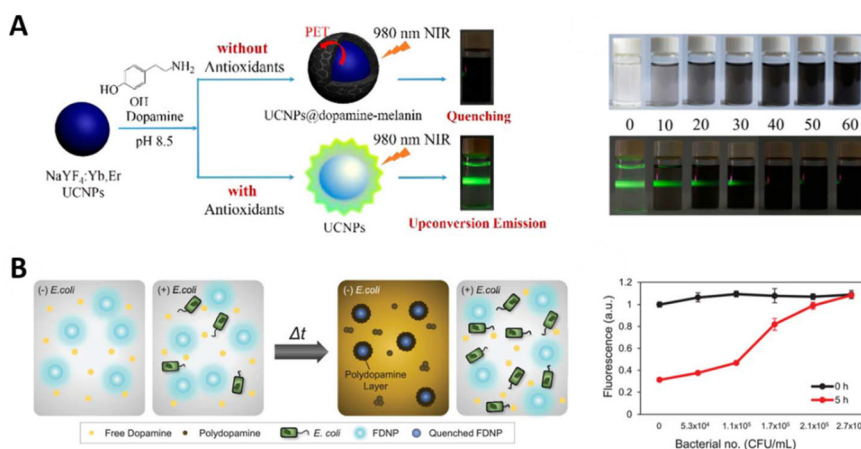 A
PET
980 nm NIR
without
Antioxidants
NH₂
HO
OH
Dopamine
pH 8.5
UCNPs@dopamine-melanin
Quenching
0 10 20 30 40 50 60
NaYF₄:Yb,Er
UCNPs
980 nm NIR
with
Antioxidants
UCNPs
Upconversion Emission
B
(-) E.coli
(+) E.coli
Δt
(-) E.coli
(+) E.coli
Polydopamine
Layer
Free Dopamine
Polydopamine
E. coli
FDNP
Quenched FDNP
Fluorescence (a.u.)
1.2
1
0.8
0.6
0.4
0.2
0
0 h
5 h
0 5.3x10⁴ 1.1x10⁵ 1.7x10⁵ 2.1x10⁵
Bacterial no. (CFU/mL)